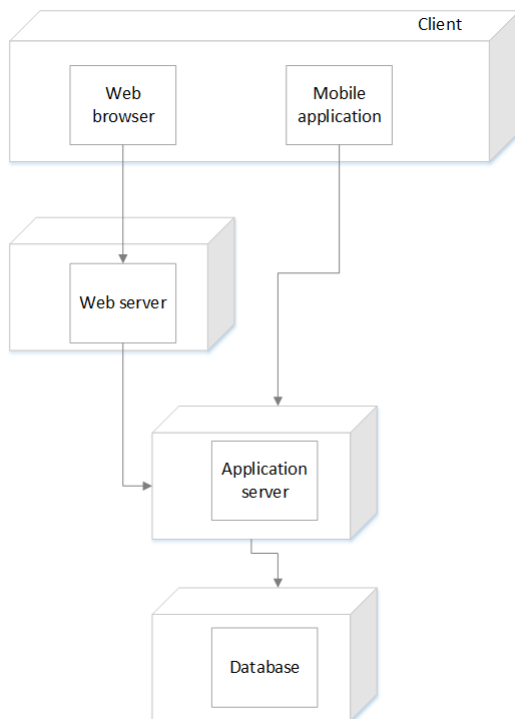 Client
Web
browser
Mobile
application
Web server
Application
server
Database